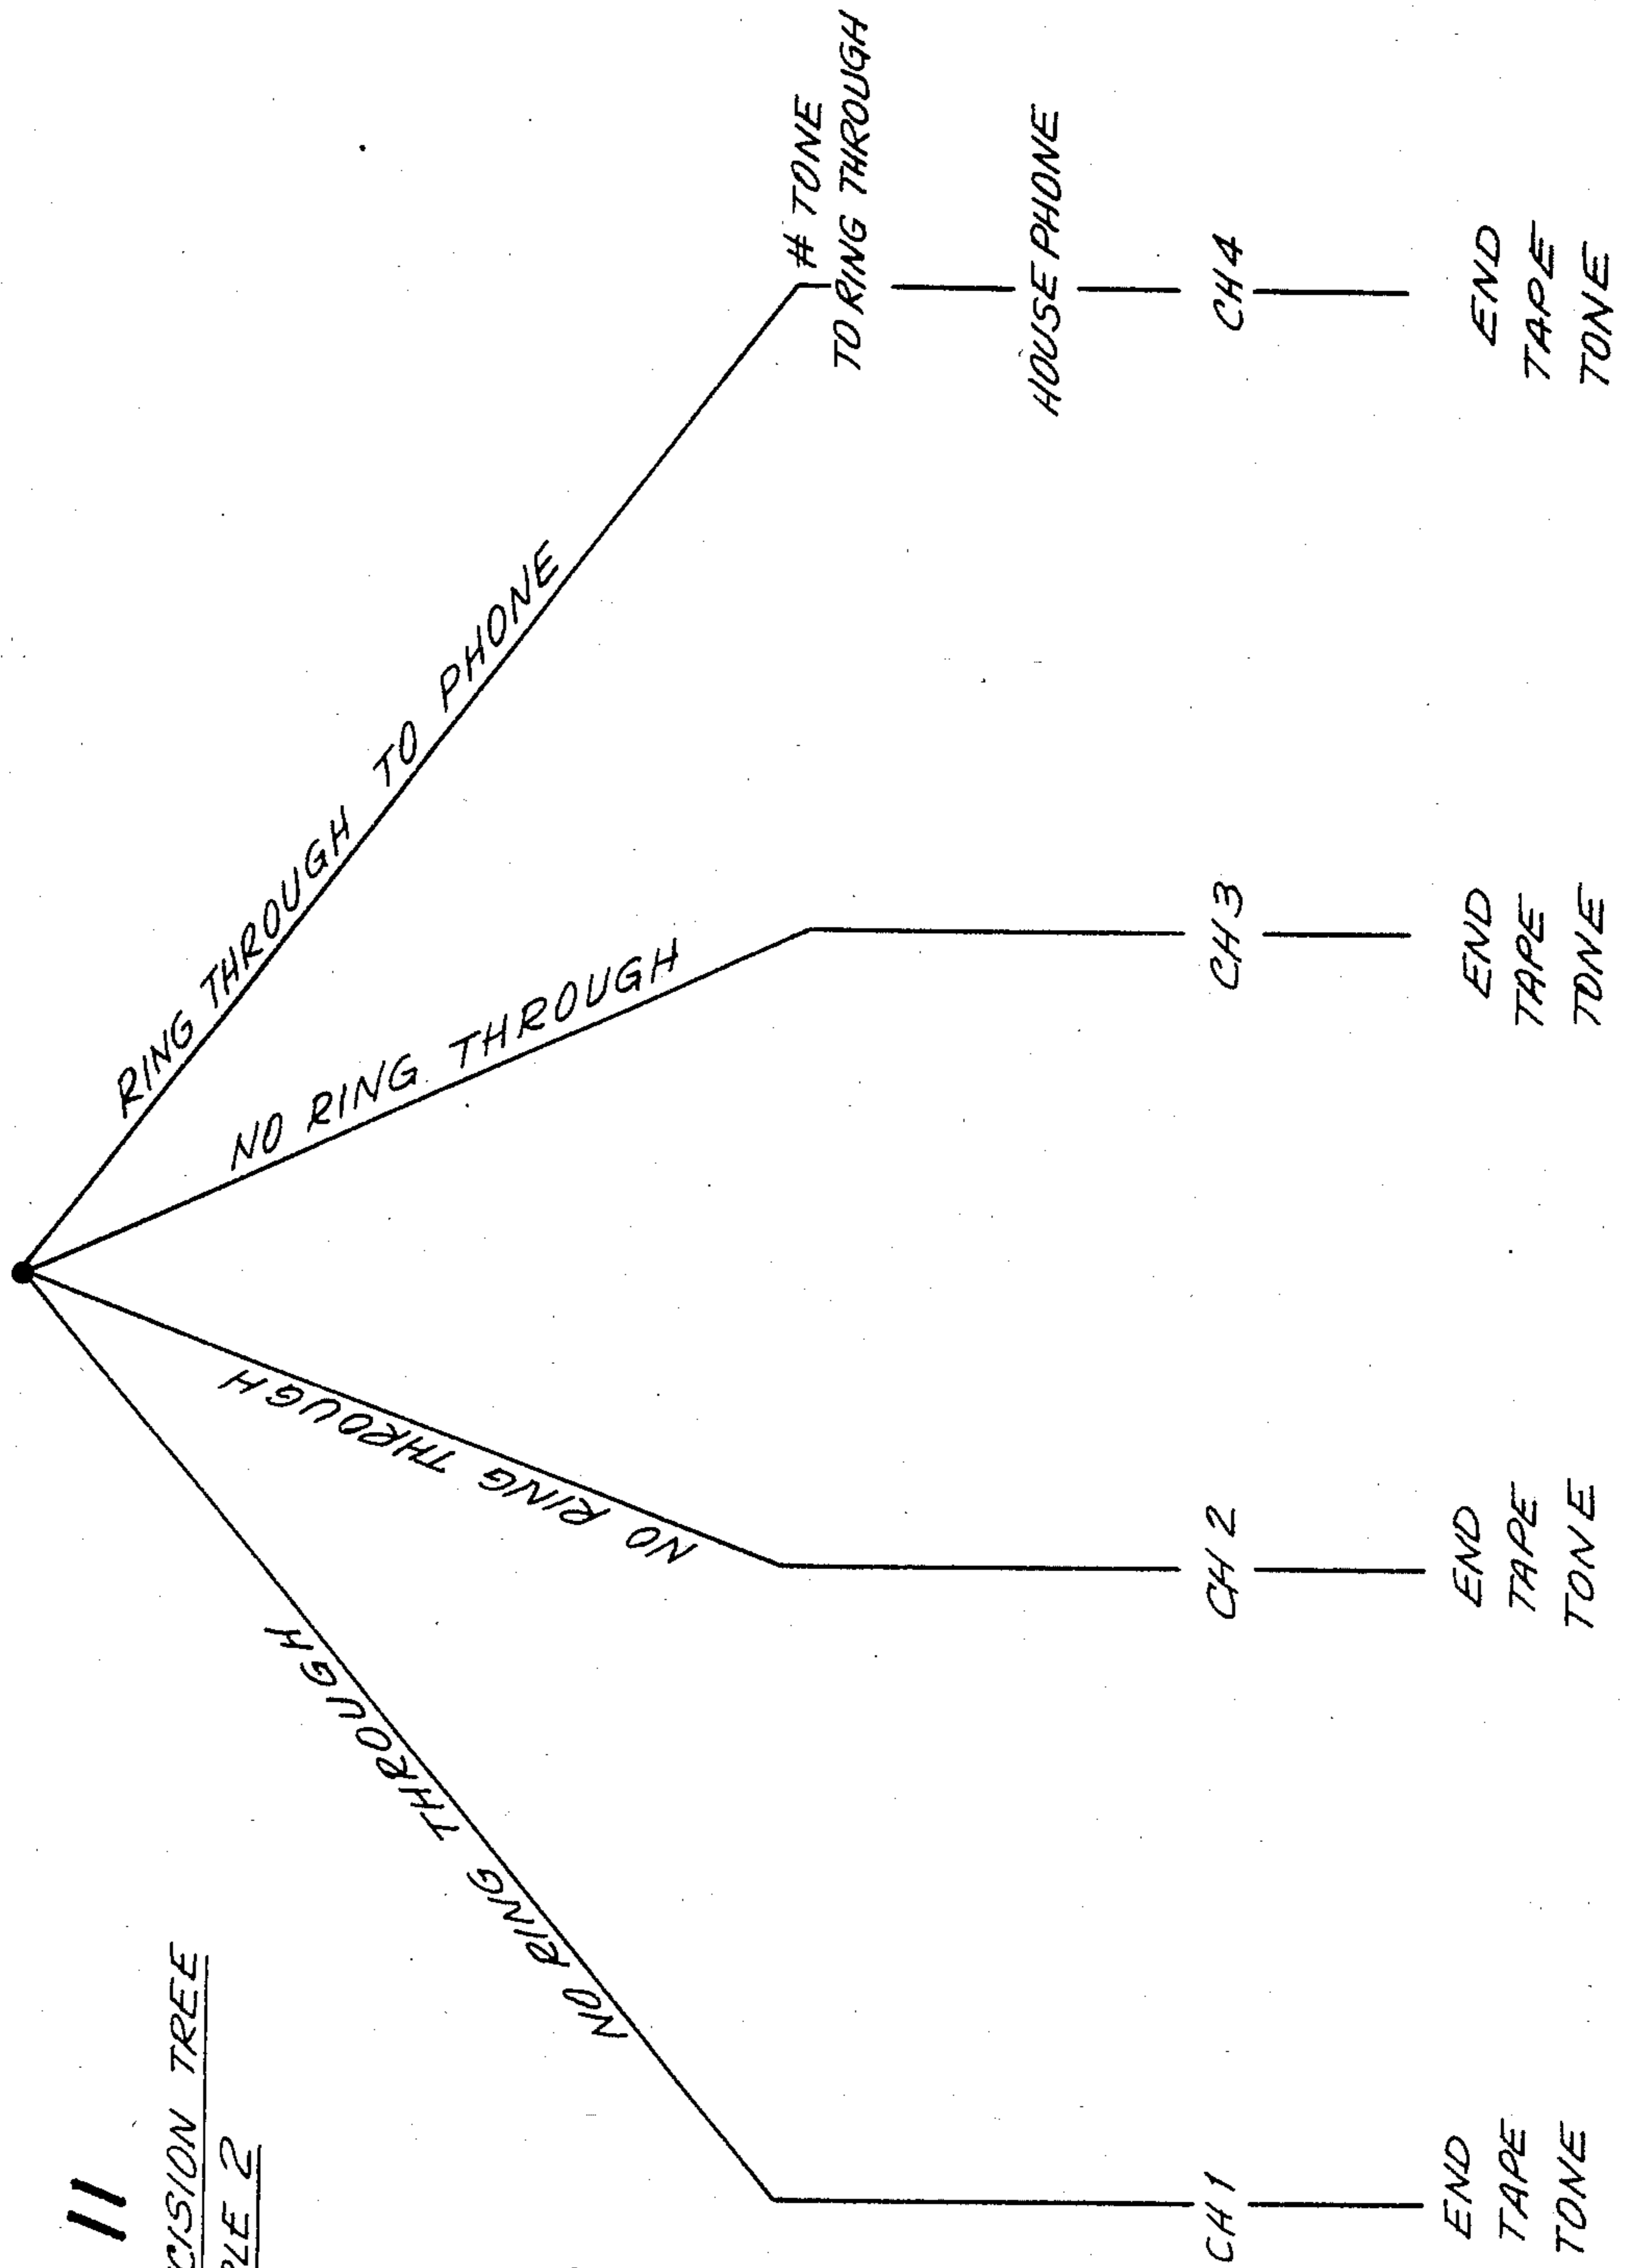 11
CISION TREE
PLE 2
NO RING THROUGH
NO RING THROUGH
NO RING THROUGH
RING THROUGH TO PHONE
# TONE
TO RING THROUGH
HOUSE PHONE
CH 1
CH 2
CH 3
CH 4
END
TAPE
TONE
END
TAPE
TONE
END
TAPE
TONE
END
TAPE
TONE